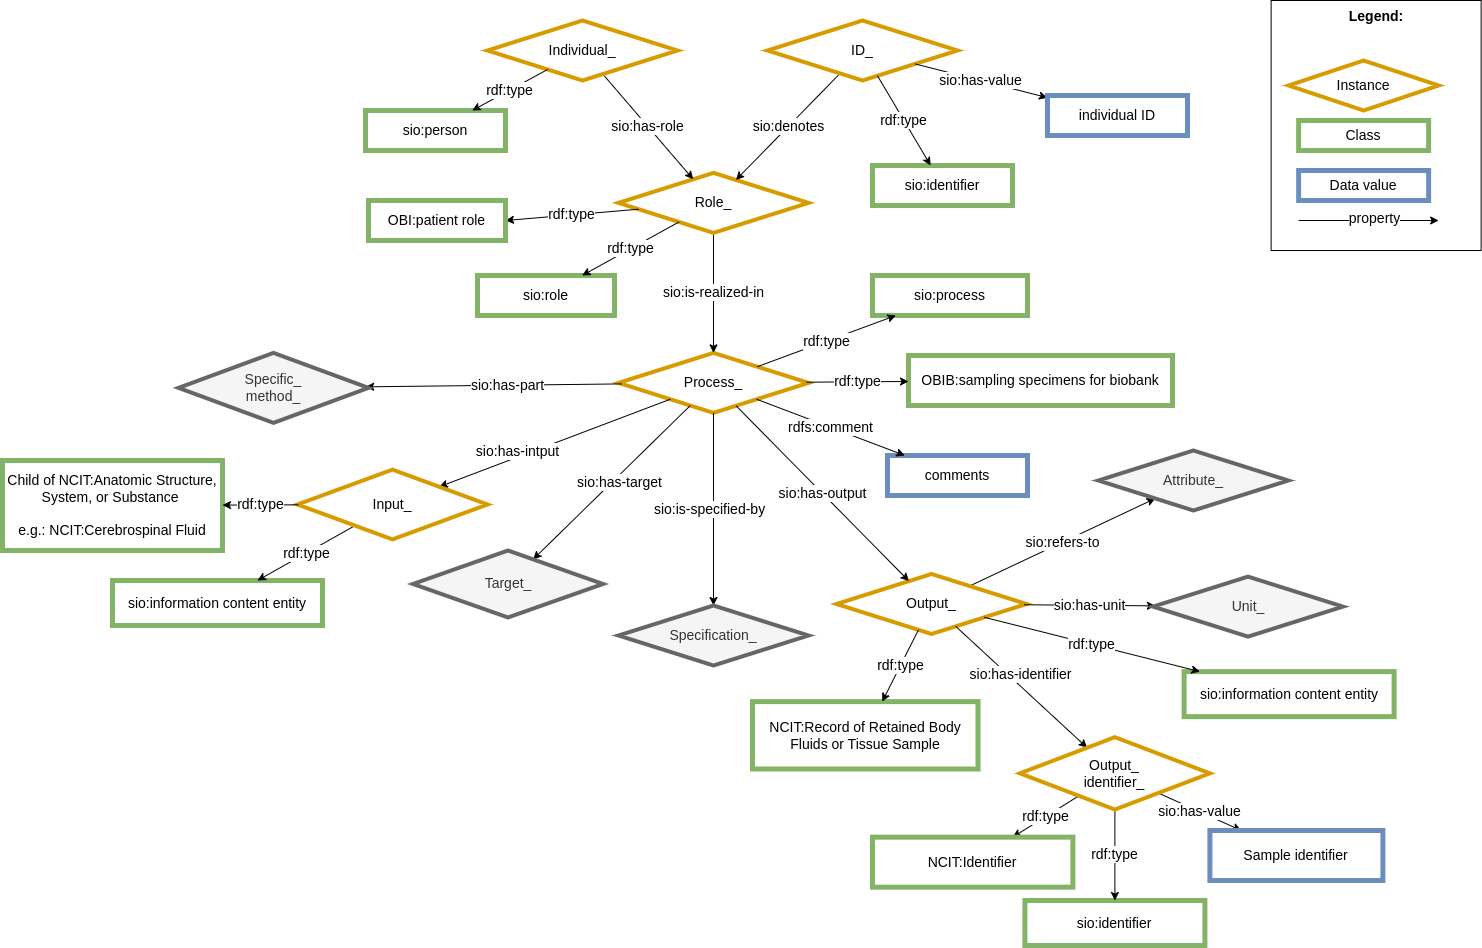 Legend:
Individual_
ID_
rdf:type
sio:has-value
Instance
sio:person
sio:has-role
sio:denotes
rdf:type
individual ID
Class
sio:identifier
Data value
OBI:patient role
rdf:type
Role_
property
rdf:type
sio:role
sio:is-realized-in
sio:process
rdf:type
Specific_
method_
sio:has-part
Process_
rdf:type
OBIB:sampling specimens for biobank
rdfs:comment
comments
sio:has-intput
Child of NCIT:Anatomic Structure,
System, or Substance
e.g.: NCIT:Cerebrospinal Fluid
rdf:type
Input_
sio:has-target
sio:is-specified-by
sio:has-output
Attribute_
rdf:type
sio:refers-to
sio:information content entity
Target_
Output_
sio:has-unit
Unit_
Specification_
rdf:type
rdf:type
sio:has-identifier
sio:information content entity
NCIT:Record of Retained Body
Fluids or Tissue Sample
Output_
identifier_
rdf:type
sio:has-value
NCIT:Identifier
rdf:type
Sample identifier
sio:identifier